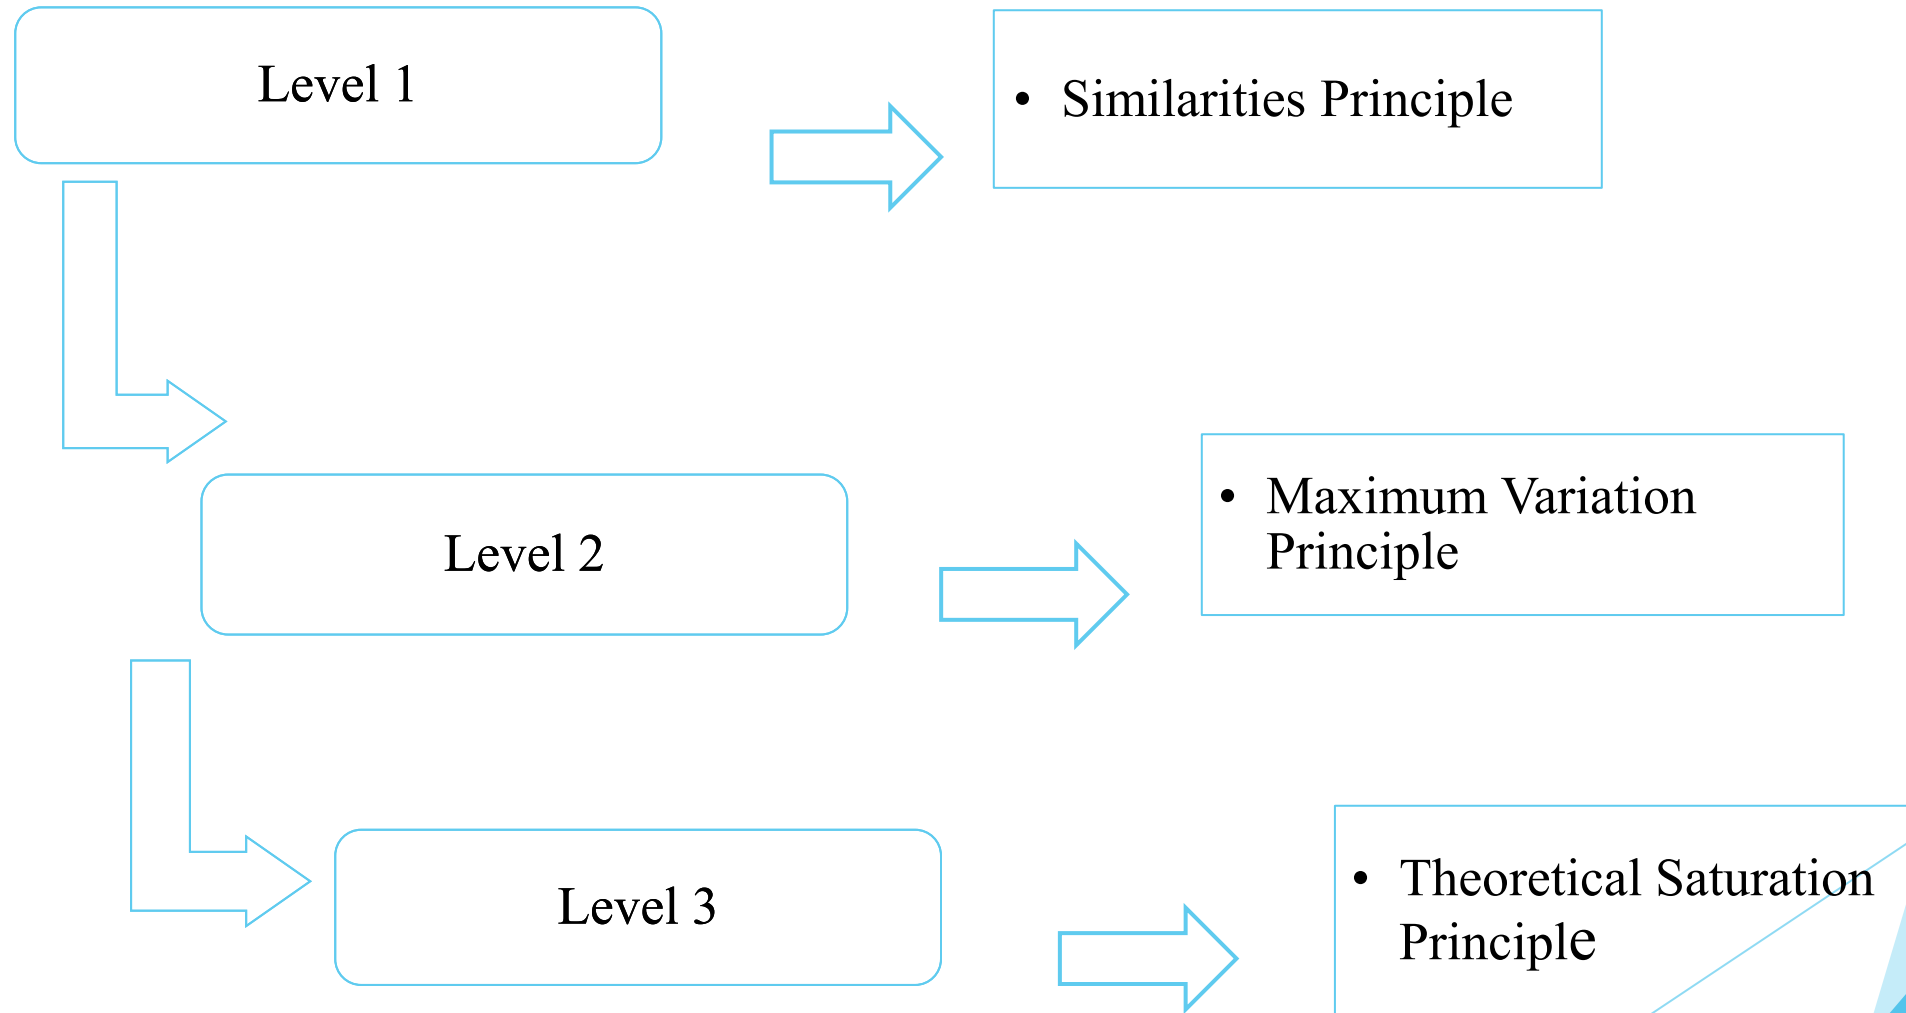 Level 1
• Similarities Principle
Level 2
• Maximum Variation
Principle
Level 3
• Theoretical Saturation
Principle